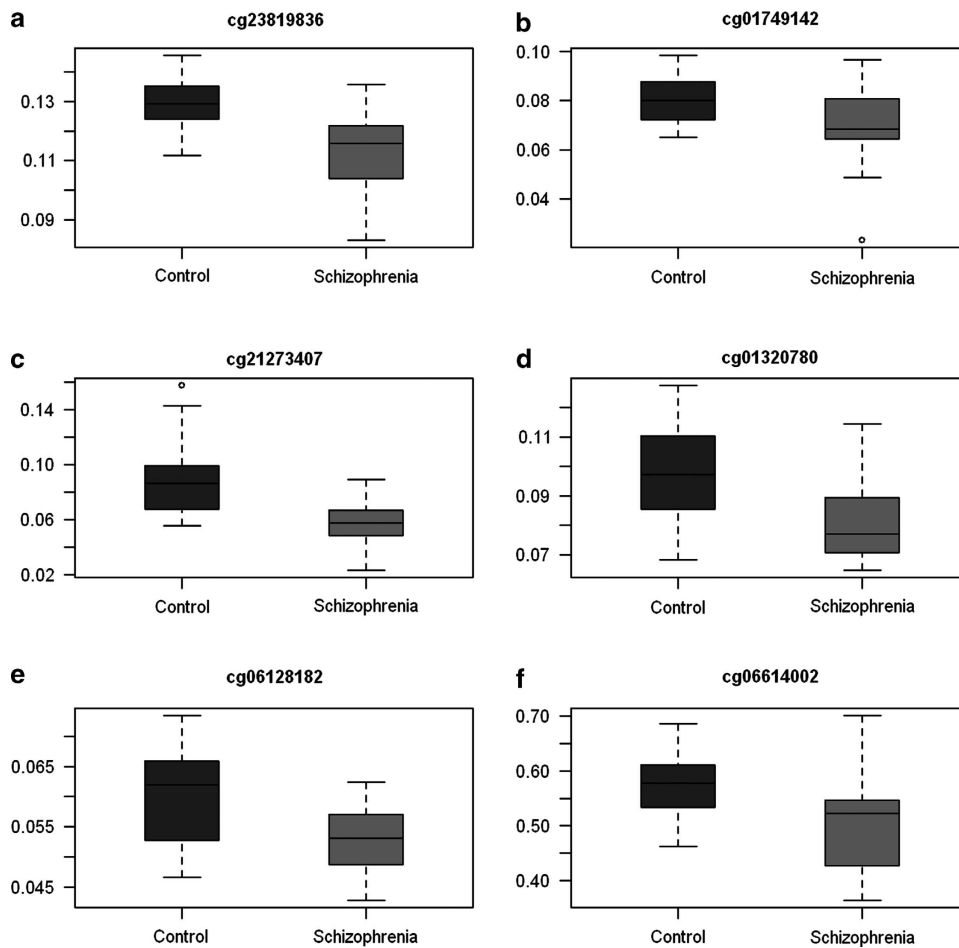 a
cg23819836
0.13
0.11
0.09
Control
Schizophrenia
b
cg01749142
0.10
0.08
0.06
0.04
Control
Schizophrenia
c
cg21273407
0.14
0.10
0.06
0.02
Control
Schizophrenia
d
cg01320780
0.11
0.09
0.07
Control
Schizophrenia
e
cg06128182
0.065
0.055
0.045
Control
Schizophrenia
f
cg06614002
0.70
0.60
0.50
0.40
Control
Schizophrenia